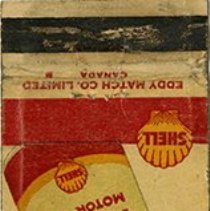 EDDY MATCH CO. LIMITED
CANADA
SHELL
SHELL
MOTOR